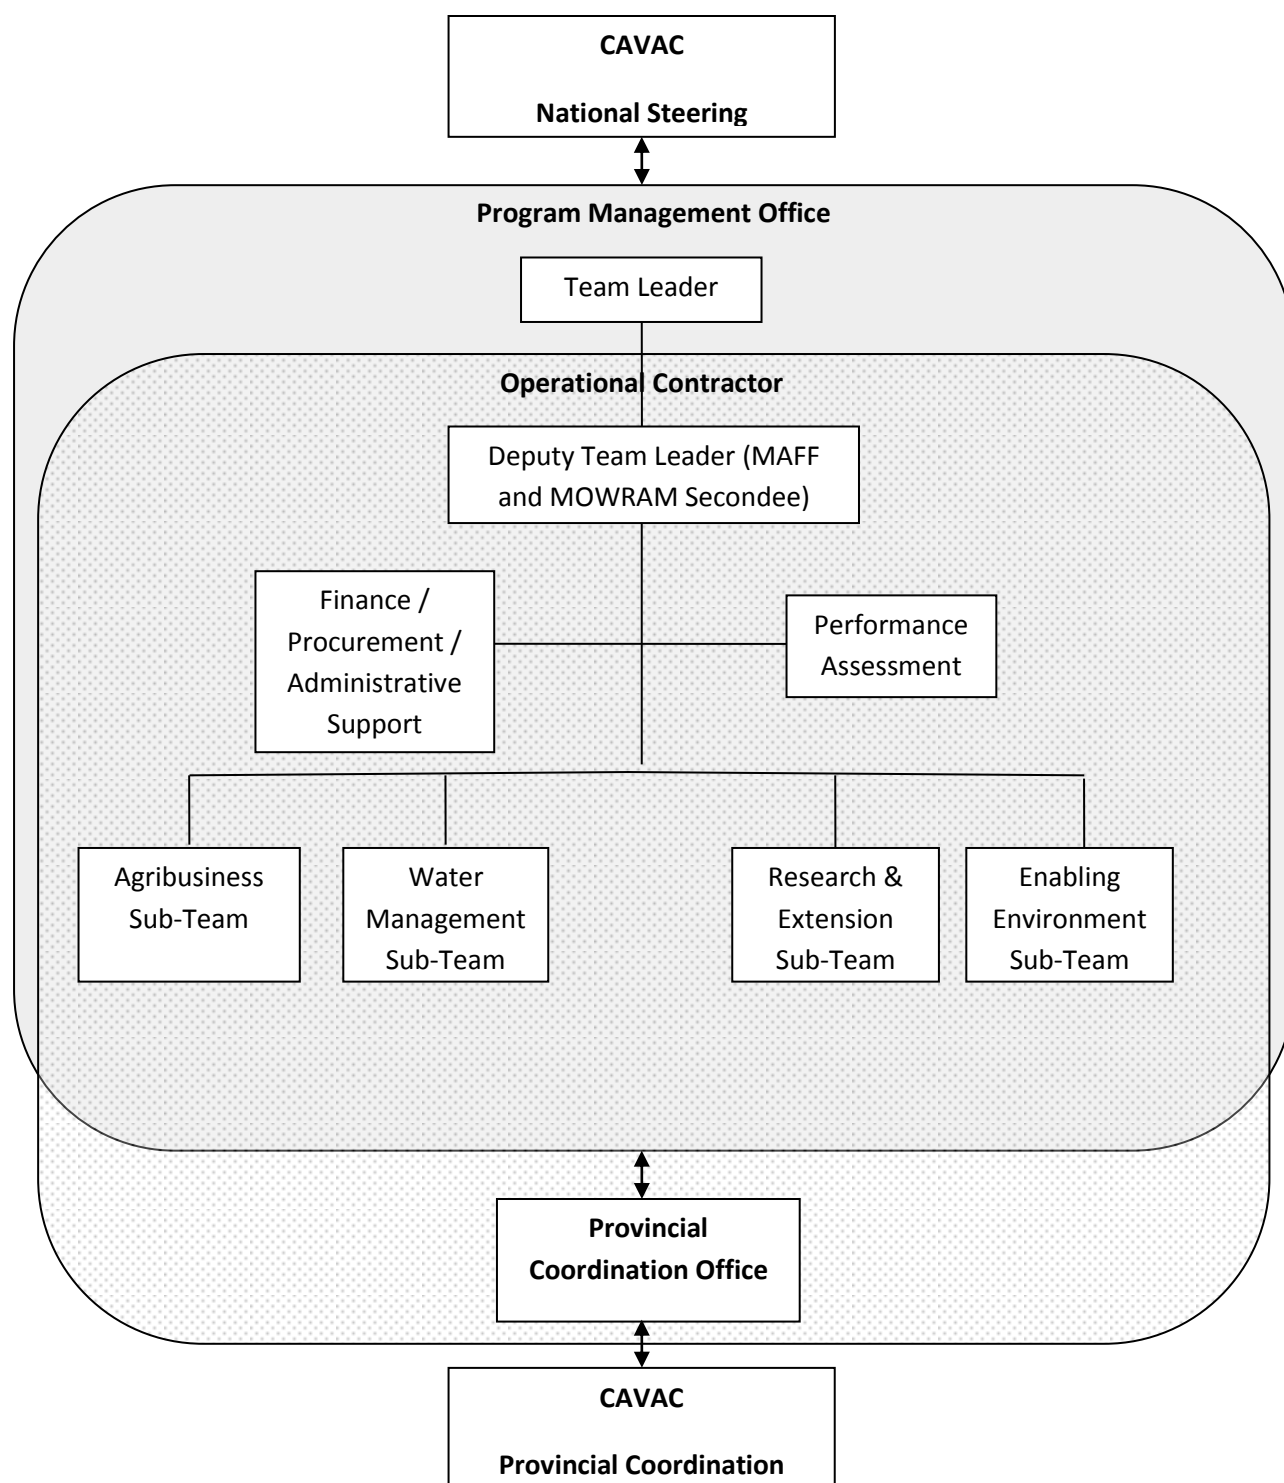 CAVAC
National Steering
Program Management Office
Team Leader
Operational Contractor
Deputy Team Leader (MAFF
and MOWRAM Secondee)
Finance /
Procurement /
Administrative
Support
Performance
Assessment
Agribusiness
Sub-Team
Water
Management
Sub-Team
Research &
Extension
Sub-Team
Enabling
Environment
Sub-Team
Provincial
Coordination Office
CAVAC
Provincial Coordination